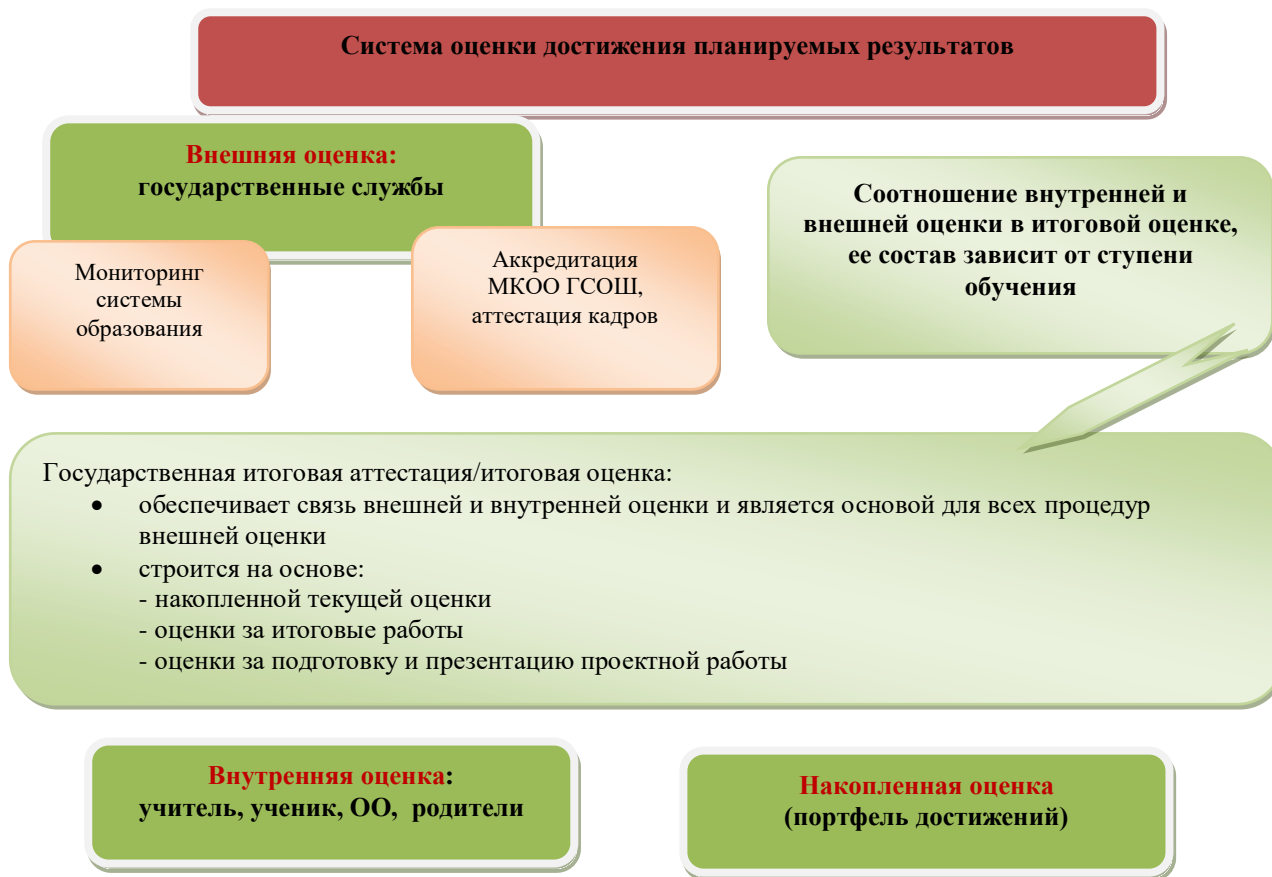 Система оценки достижения планируемых результатов
Внешняя оценка:
государственные службы
Мониторинг
системы
образования
Аккредитация
МКОО ГСОШ,
аттестация кадров
Соотношение внутренней и
внешней оценки в итоговой оценке,
ее состав зависит от ступени
обучения
Государственная итоговая аттестация/итоговая оценка:
• обеспечивает связь внешней и внутренней оценки и является основой для всех процедур
внешней оценки
• строится на основе:
- накопленной текущей оценки
- оценки за итоговые работы
- оценки за подготовку и презентацию проектной работы
Внутренняя оценка:
учитель, ученик, ОО, родители
Накопленная оценка
(портфель достижений)